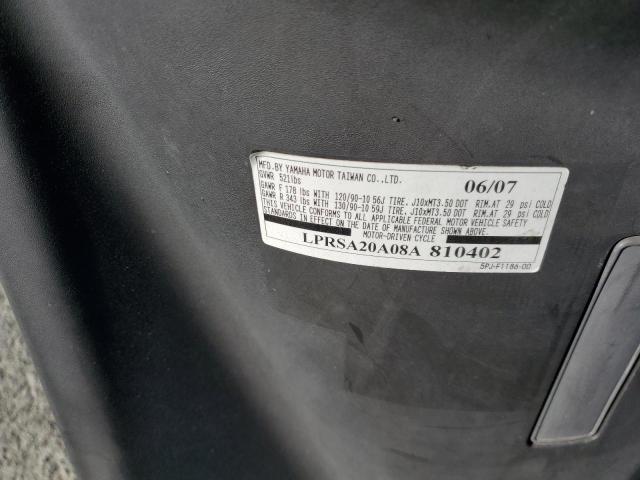 MFD.BY YAMAHA MOTOR TAIWAN CO.,LTD. 06/07
GVWR 521lbs
GAWR F 178 lbs WITH 120/90-10 56J TIRE. J10xMT3.50 DOT RIM.AT 29 psi COLD
GAWR R 343 lbs WITH 130/90-10 59J TIRE. J10xMT3.50 DOT RIM.AT 29 psi COLD
THIS VEHICLE CONFORMS TO ALL APPLICABLE FEDERAL MOTOR VEHICLE SAFETY
STANDARDS IN EFFECT ON THE DATE OF MANUFACTURE SHOWN ABOVE.
MOTOR-DRIVEN CYCLE
LPRSA20A08A 810402
5PJ-F1186-00